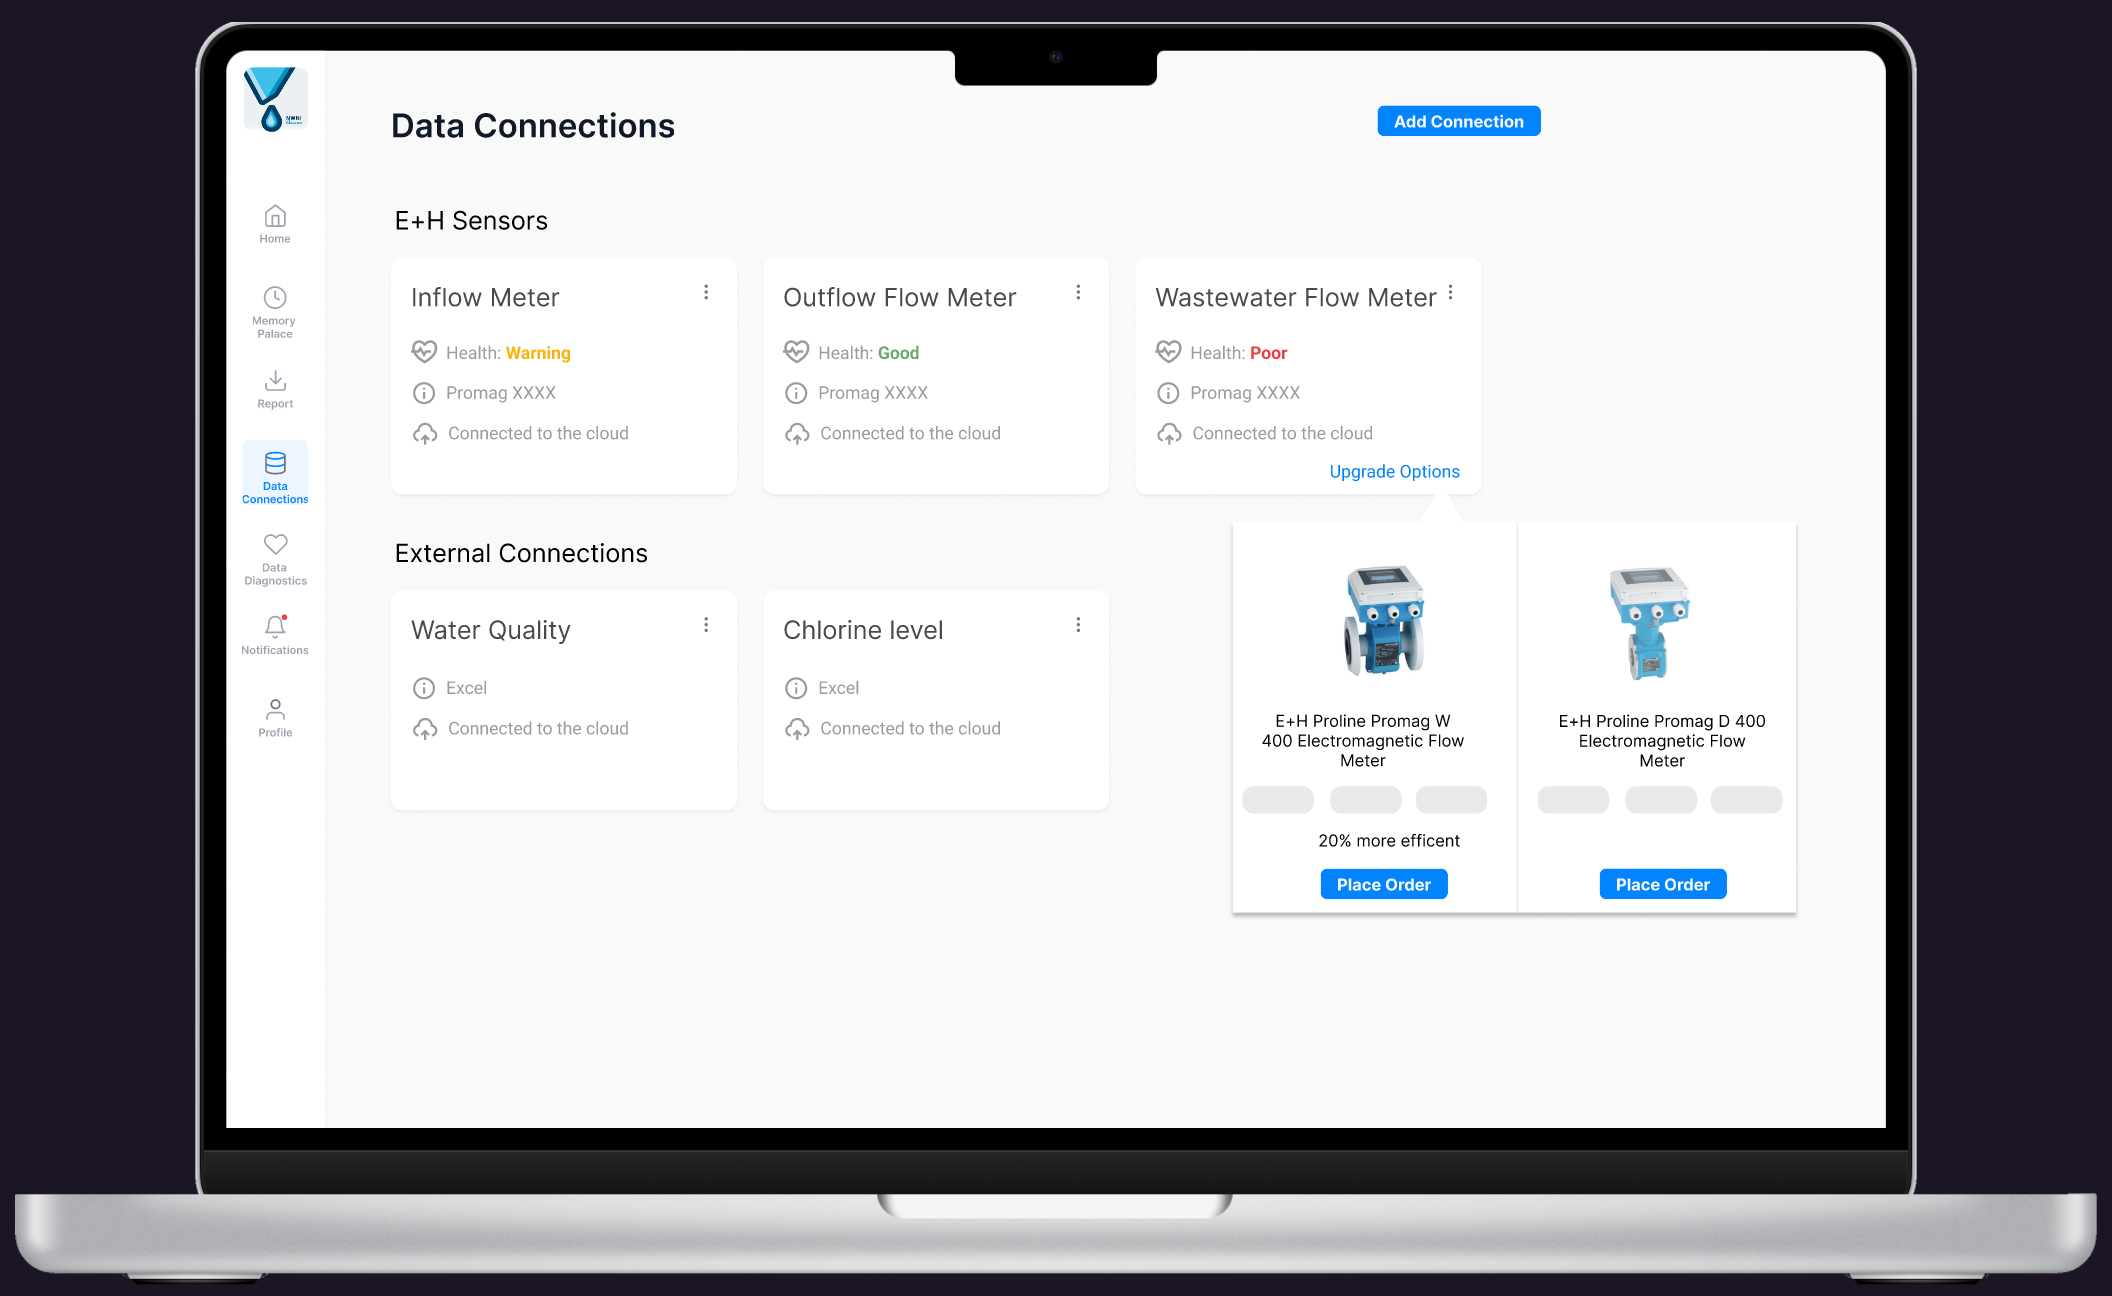 NWNI
Data Connections
Add Connection
Home
Memory
Palace
Report
Data
Connections
Data
Diagnostics
Notifications
Profile
E+H Sensors
Inflow Meter
Health: Warning
Promag XXXX
Connected to the cloud
Outflow Flow Meter
Health: Good
Promag XXXX
Connected to the cloud
Wastewater Flow Meter
Health: Poor
Promag XXXX
Connected to the cloud
Upgrade Options
External Connections
Water Quality
Excel
Connected to the cloud
Chlorine level
Excel
Connected to the cloud
E+H Proline Promag W
400 Electromagnetic Flow
Meter
20% more efficent
Place Order
E+H Proline Promag D 400
Electromagnetic Flow
Meter
Place Order